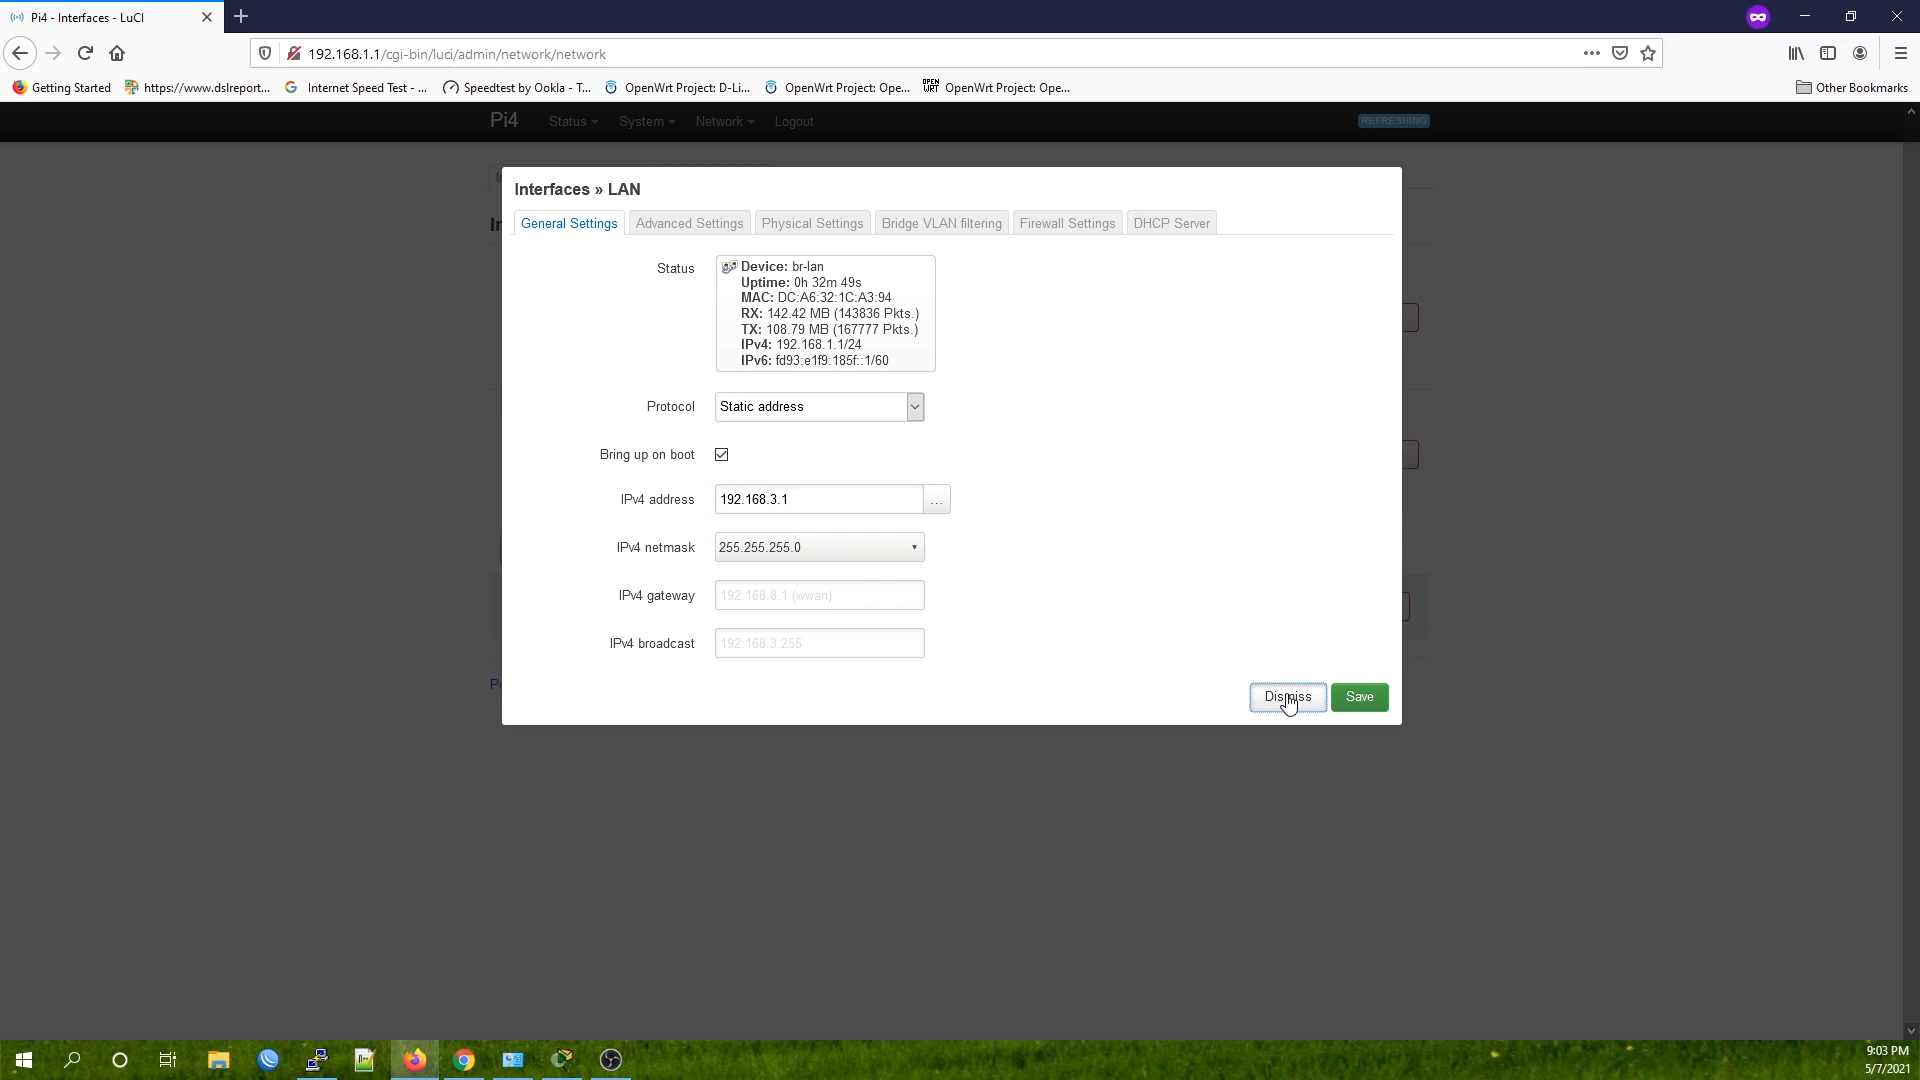 Pi4 - Interfaces - LuCI
192.168.1.1/cgi-bin/luci/admin/network/network
Getting Started
https://www.dslreport...
Internet Speed Test - ...
Speedtest by Ookla - T...
OpenWrt Project: D-Li...
OpenWrt Project: Ope...
OPEN
WRT
OpenWrt Project: Ope...
Other Bookmarks
Pi4
Status
System
Network
Logout
REFRESHING
Interfaces » LAN
General Settings
Advanced Settings
Physical Settings
Bridge VLAN filtering
Firewall Settings
DHCP Server
Status
Device: br-lan
Uptime: 0h 32m 49s
MAC: DC:A6:32:1C:A3:94
RX: 142.42 MB (143836 Pkts.)
TX: 108.79 MB (167777 Pkts.)
IPv4: 192.168.1.1/24
IPv6: fd93:e1f9:185f::1/60
Protocol
Static address
Bring up on boot
IPv4 address
192.168.3.1
...
IPv4 netmask
255.255.255.0
IPv4 gateway
192.168.8.1 (wwan)
IPv4 broadcast
192.168.3.255
Dismiss
Save
9:03 PM
5/7/2021